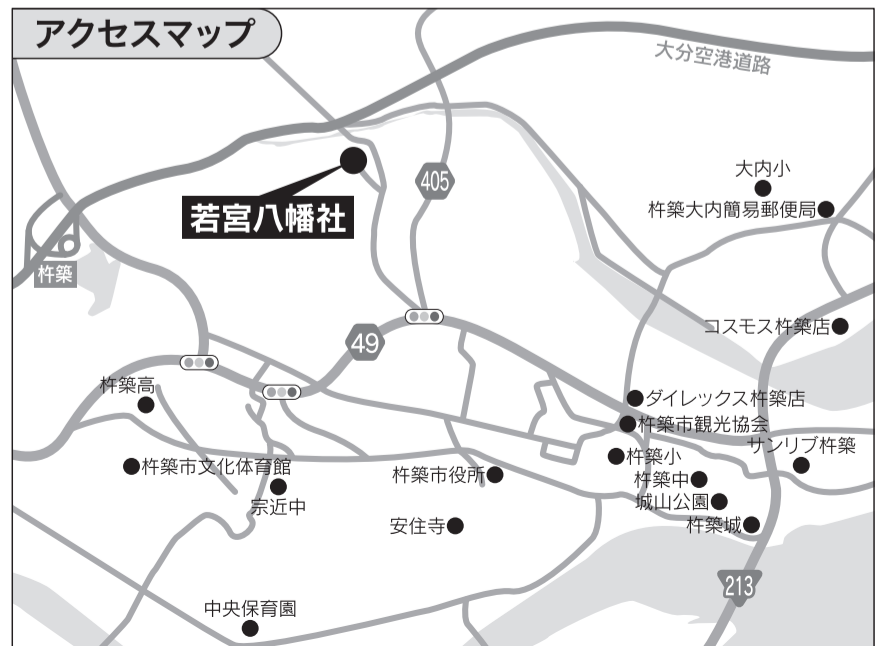 アクセスマップ
大分空港道路
大内小
405
杵築大内簡易郵便局
若宮八幡社
杵築
コスモス杵築店
49
杵築高
ダイレックス杵築店
杵築市観光協会
サンリブ杵築
杵築市文化体育館
杵築小
杵築市役所
杵築中
宗近中
城山公園
安住寺
杵築城
213
中央保育園